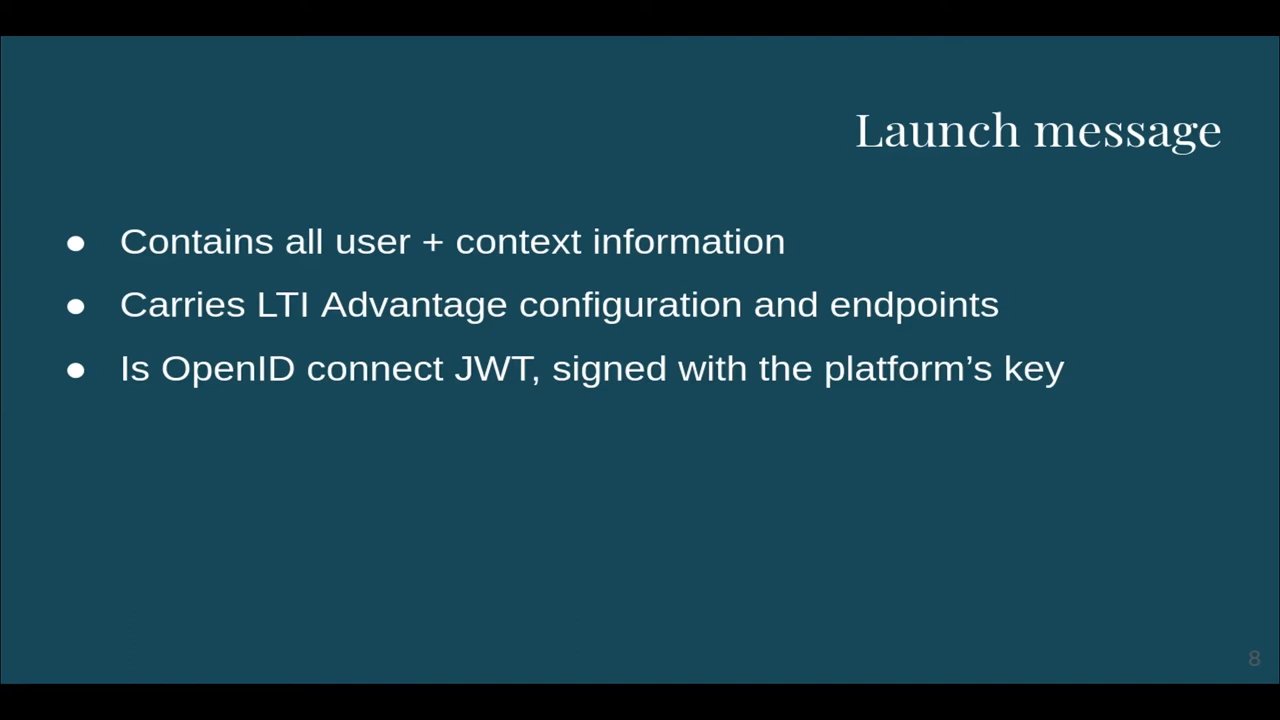 Launch message
● Contains all user + context information
● Carries LTI Advantage configuration and endpoints
● Is OpenID connect JWT, signed with the platform’s key
8